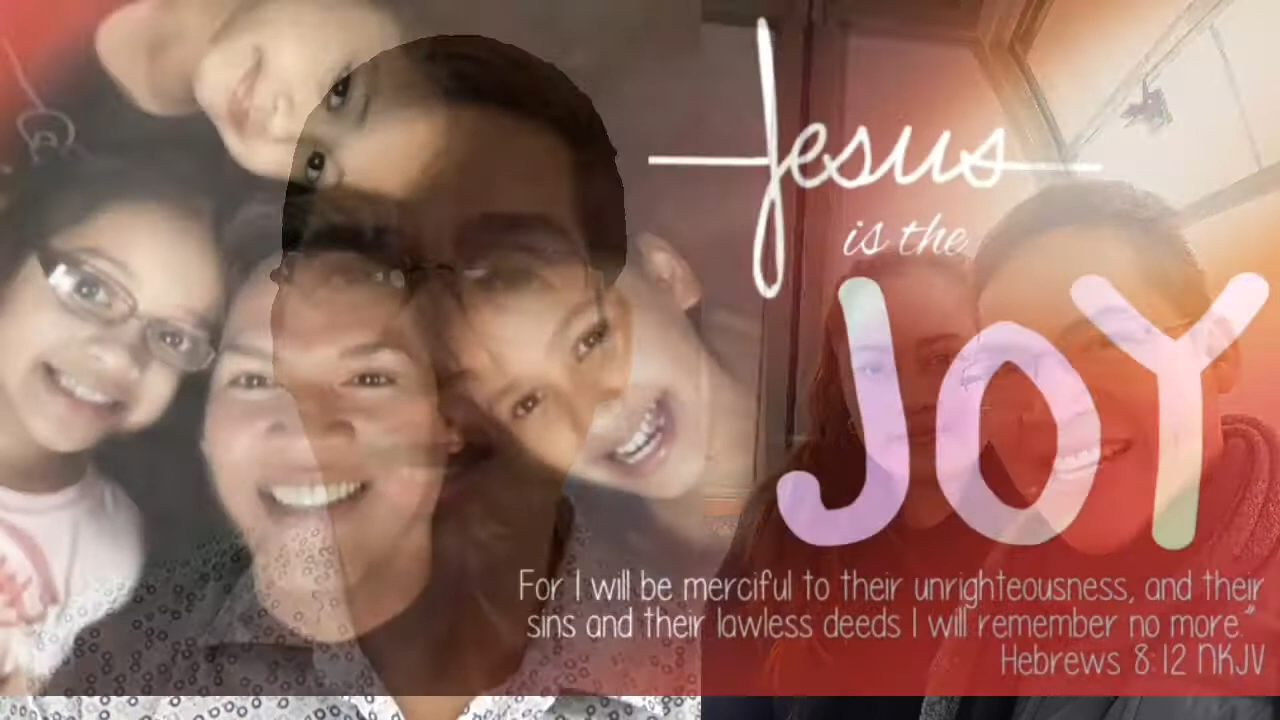 Jesus
is the
JOY
For I will be merciful to their unrighteousness, and their
sins and their lawless deeds I will remember no more."
Hebrews 8:12 NKJV